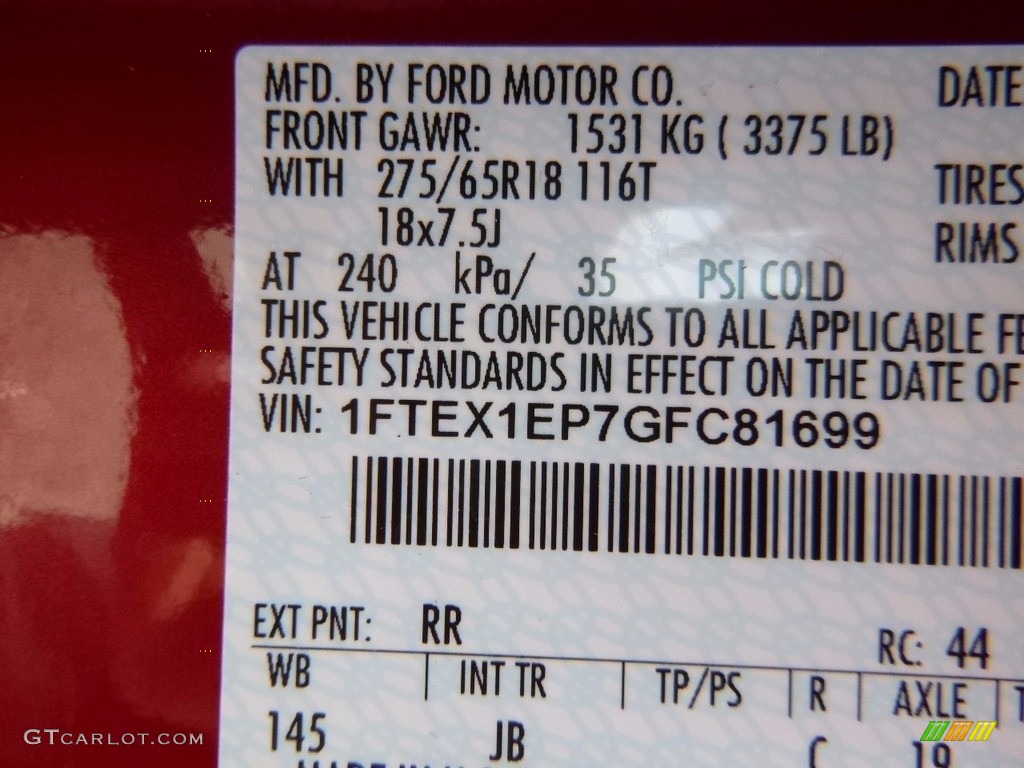 MFD. BY FORD MOTOR CO. DATE
FRONT GAWR: 1531 KG ( 3375 LB)
WITH 275/65R18 116T TIRES
18x7.5J RIMS
AT 240 kPa/ 35 PSI COLD
THIS VEHICLE CONFORMS TO ALL APPLICABLE
SAFETY STANDARDS IN EFFECT ON THE DATE OF
VIN: 1FTEX1EP7GFC81699
EXT PNT: RR RC: 44
WB INT TR TP/PS R AXLE
145 JB C 19
GTCARLOT.COM